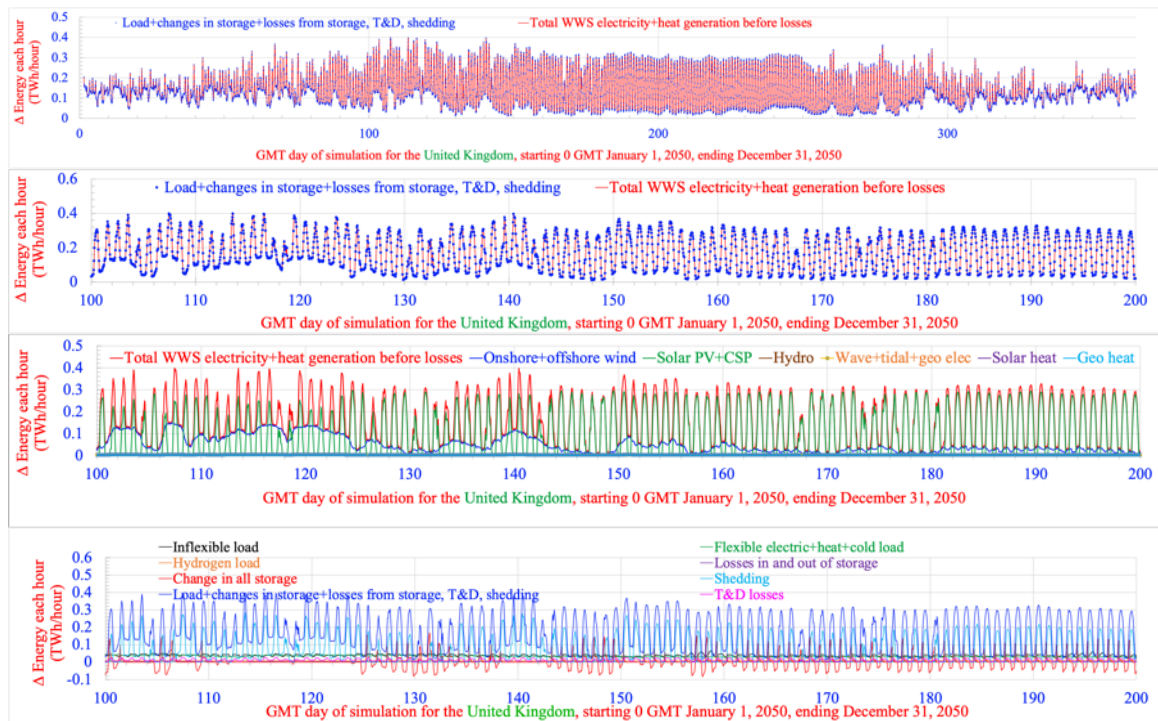 Load+changes in storage+losses from storage, T&D, shedding Total WWS electricity+heat generation before losses
Δ Energy each hour
(TWh/hour)
0.5
0.4
0.3
0.2
0.1
0
0 100 200 300
GMT day of simulation for the United Kingdom, starting 0 GMT January 1, 2050, ending December 31, 2050
Load+changes in storage+losses from storage, T&D, shedding Total WWS electricity+heat generation before losses
Δ Energy each hour
(TWh/hour)
0.6
0.4
0.2
0
100 110 120 130 140 150 160 170 180 190 200
GMT day of simulation for the United Kingdom, starting 0 GMT January 1, 2050, ending December 31, 2050
Total WWS electricity+heat generation before losses Onshore+offshore wind Solar PV+CSP Hydro Wave+tidal+geo elec Solar heat Geo heat
Δ Energy each hour
(TWh/hour)
0.5
0.4
0.3
0.2
0.1
0
100 110 120 130 140 150 160 170 180 190 200
GMT day of simulation for the United Kingdom, starting 0 GMT January 1, 2050, ending December 31, 2050
Inflexible load Flexible electric+heat+cold load
Hydrogen load Losses in and out of storage
Change in all storage Shedding
Load+changes in storage+losses from storage, T&D, shedding T&D losses
Δ Energy each hour
(TWh/hour)
0.6
0.5
0.4
0.3
0.2
0.1
0
-0.1
100 110 120 130 140 150 160 170 180 190 200
GMT day of simulation for the United Kingdom, starting 0 GMT January 1, 2050, ending December 31, 2050